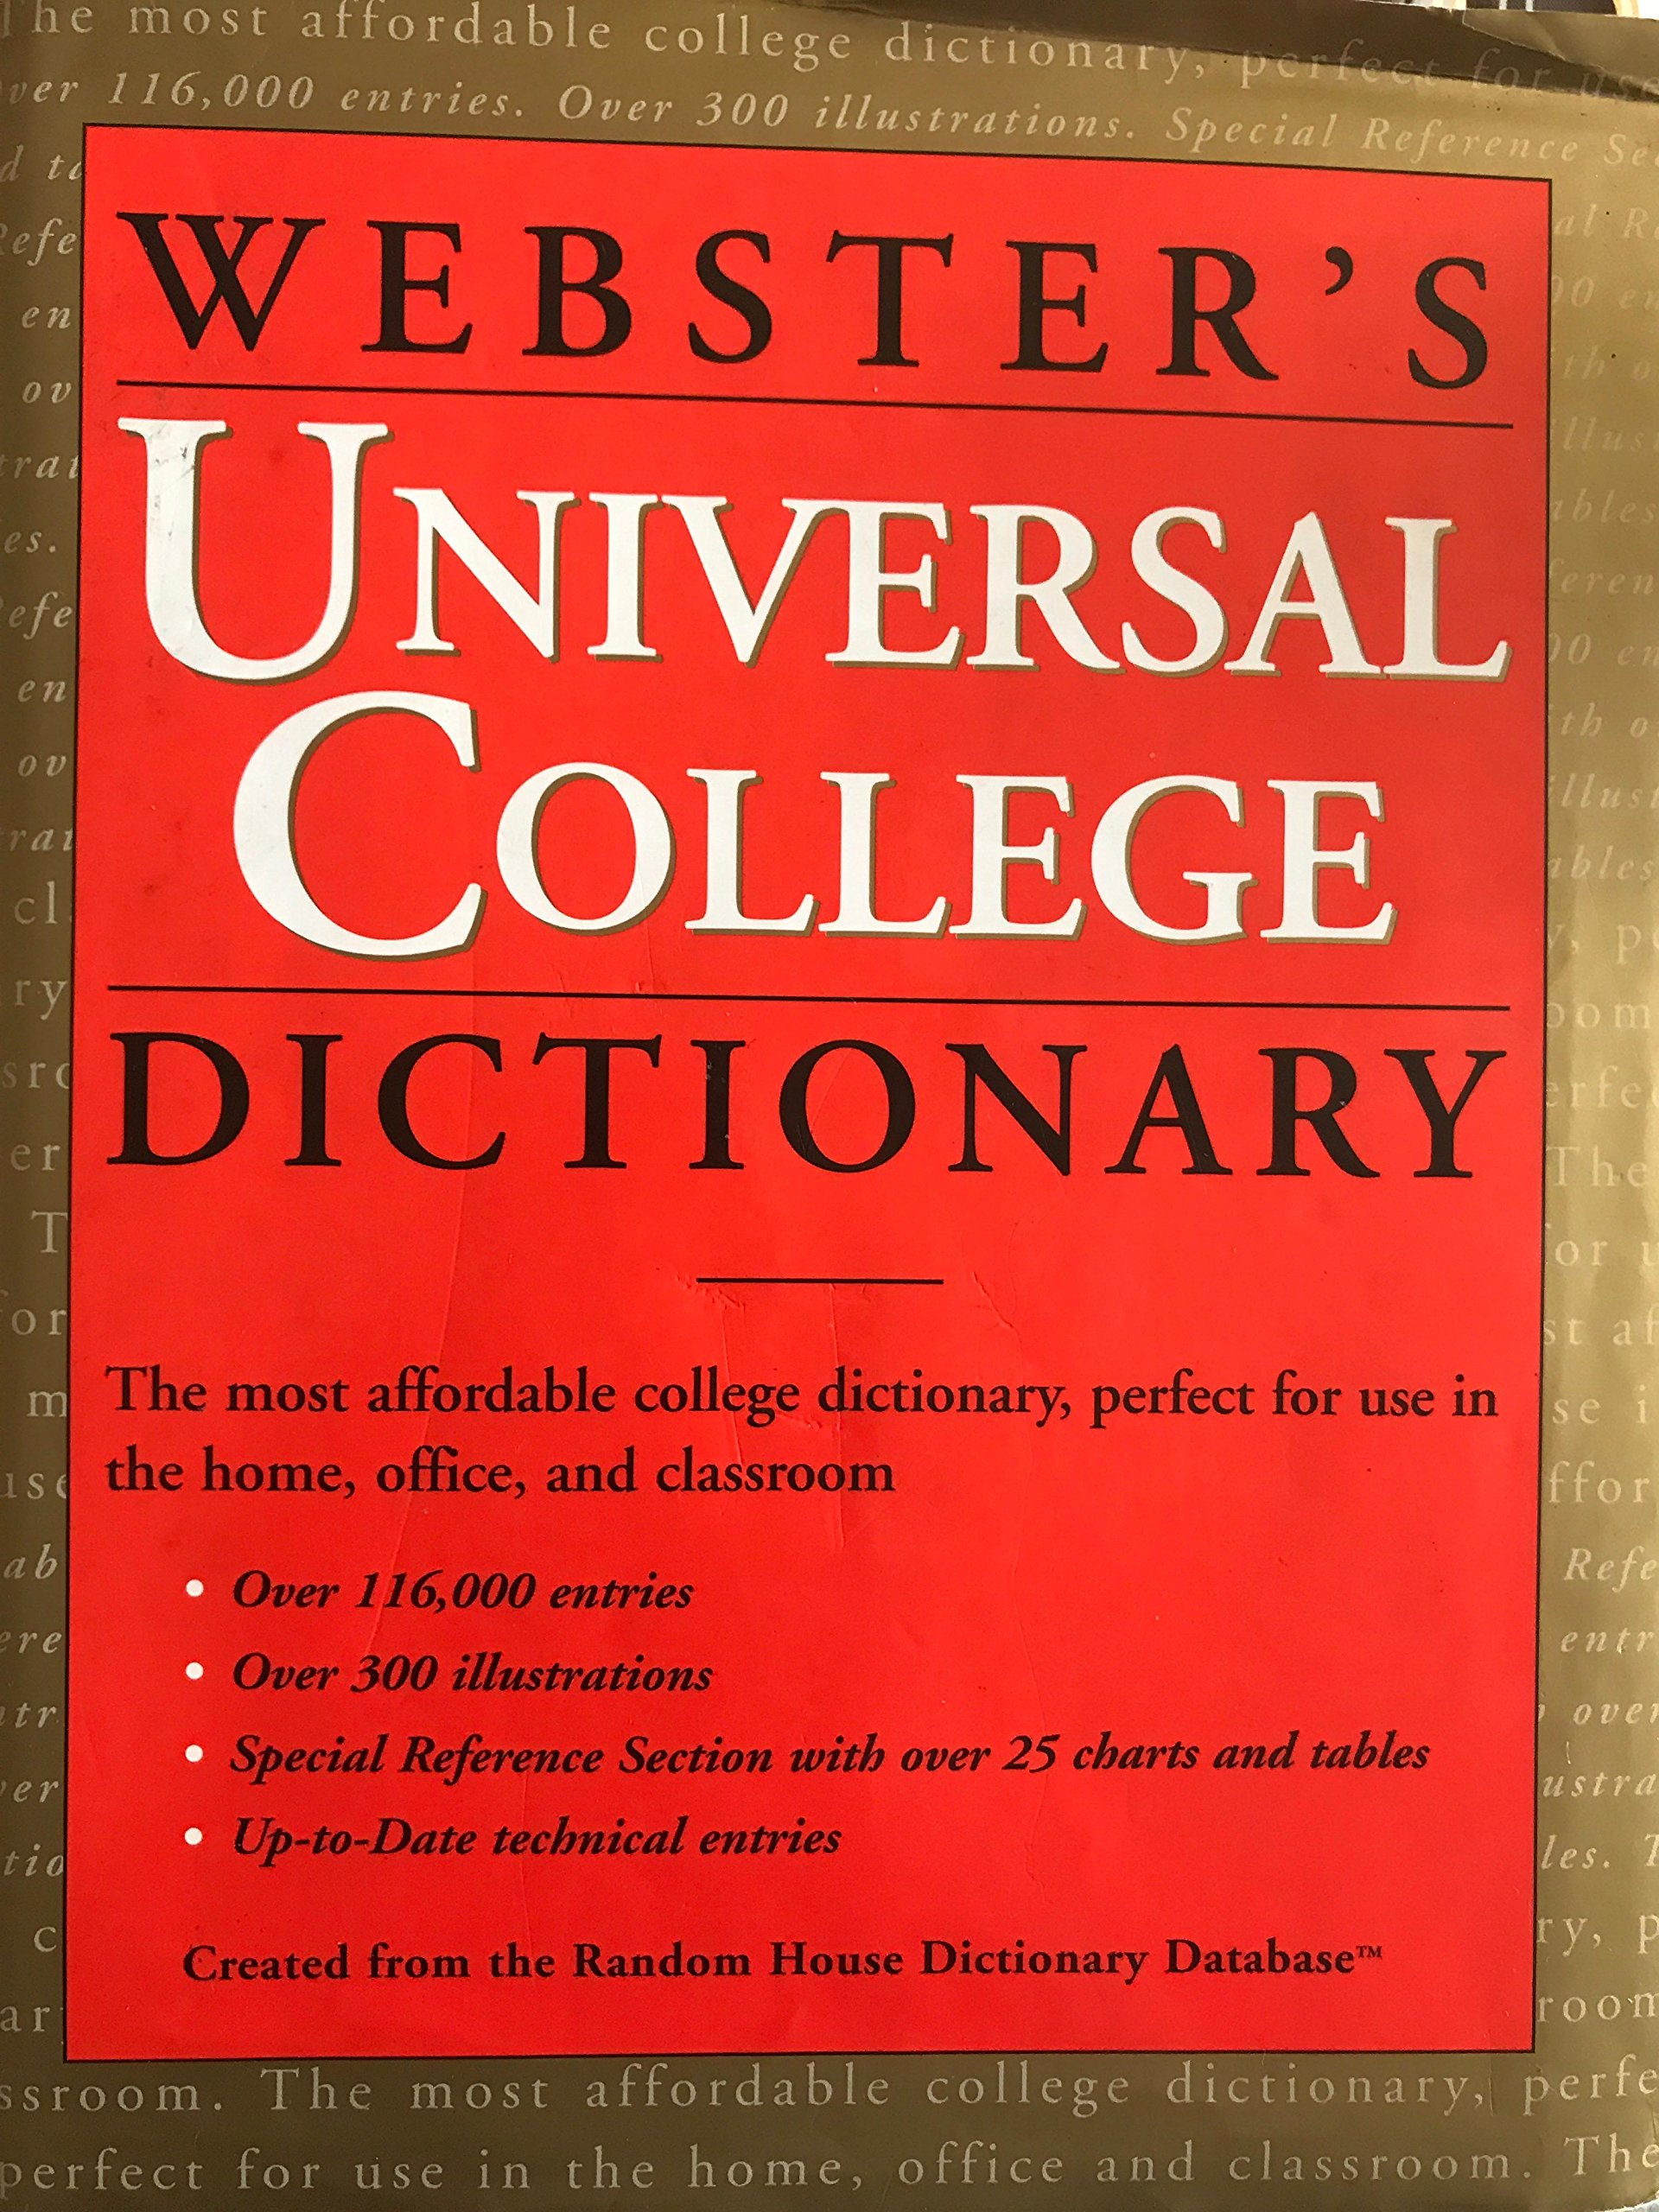 The most affordable college dictionary, perfect for use
116,000 entries. Over 300 illustrations. Special Reference
WEBSTER'S
UNIVERSAL
COLLEGE
DICTIONARY
The most affordable college dictionary, perfect for use in
the home, office, and classroom
• Over 116,000 entries
• Over 300 illustrations
• Special Reference Section with over 25 charts and tables
• Up-to-Date technical entries
Created from the Random House Dictionary Database™
ssroom. The most affordable college dictionary, perfe
perfect for use in the home, office and classroom. The